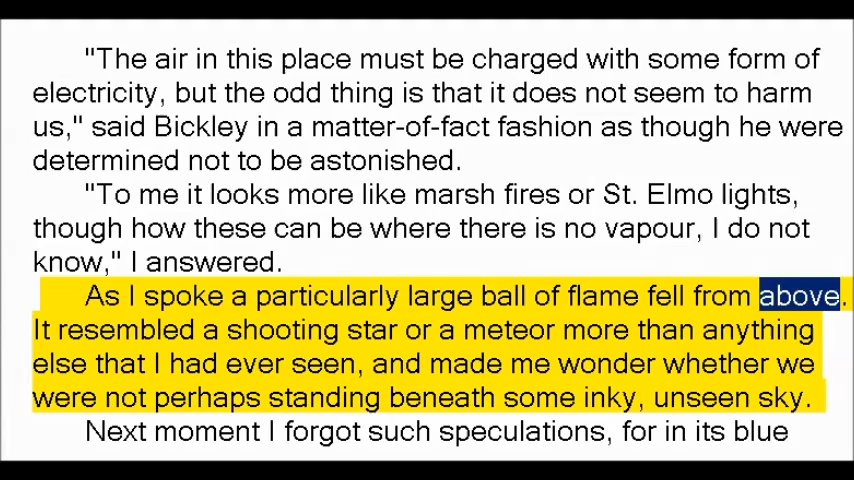 "The air in this place must be charged with some form of
electricity, but the odd thing is that it does not seem to harm
us," said Bickley in a matter-of-fact fashion as though he were
determined not to be astonished.
"To me it looks more like marsh fires or St. Elmo lights,
though how these can be where there is no vapour, I do not
know," I answered.
As I spoke a particularly large ball of flame fell from above.
It resembled a shooting star or a meteor more than anything
else that I had ever seen, and made me wonder whether we
were not perhaps standing beneath some inky, unseen sky.
Next moment I forgot such speculations, for in its blue